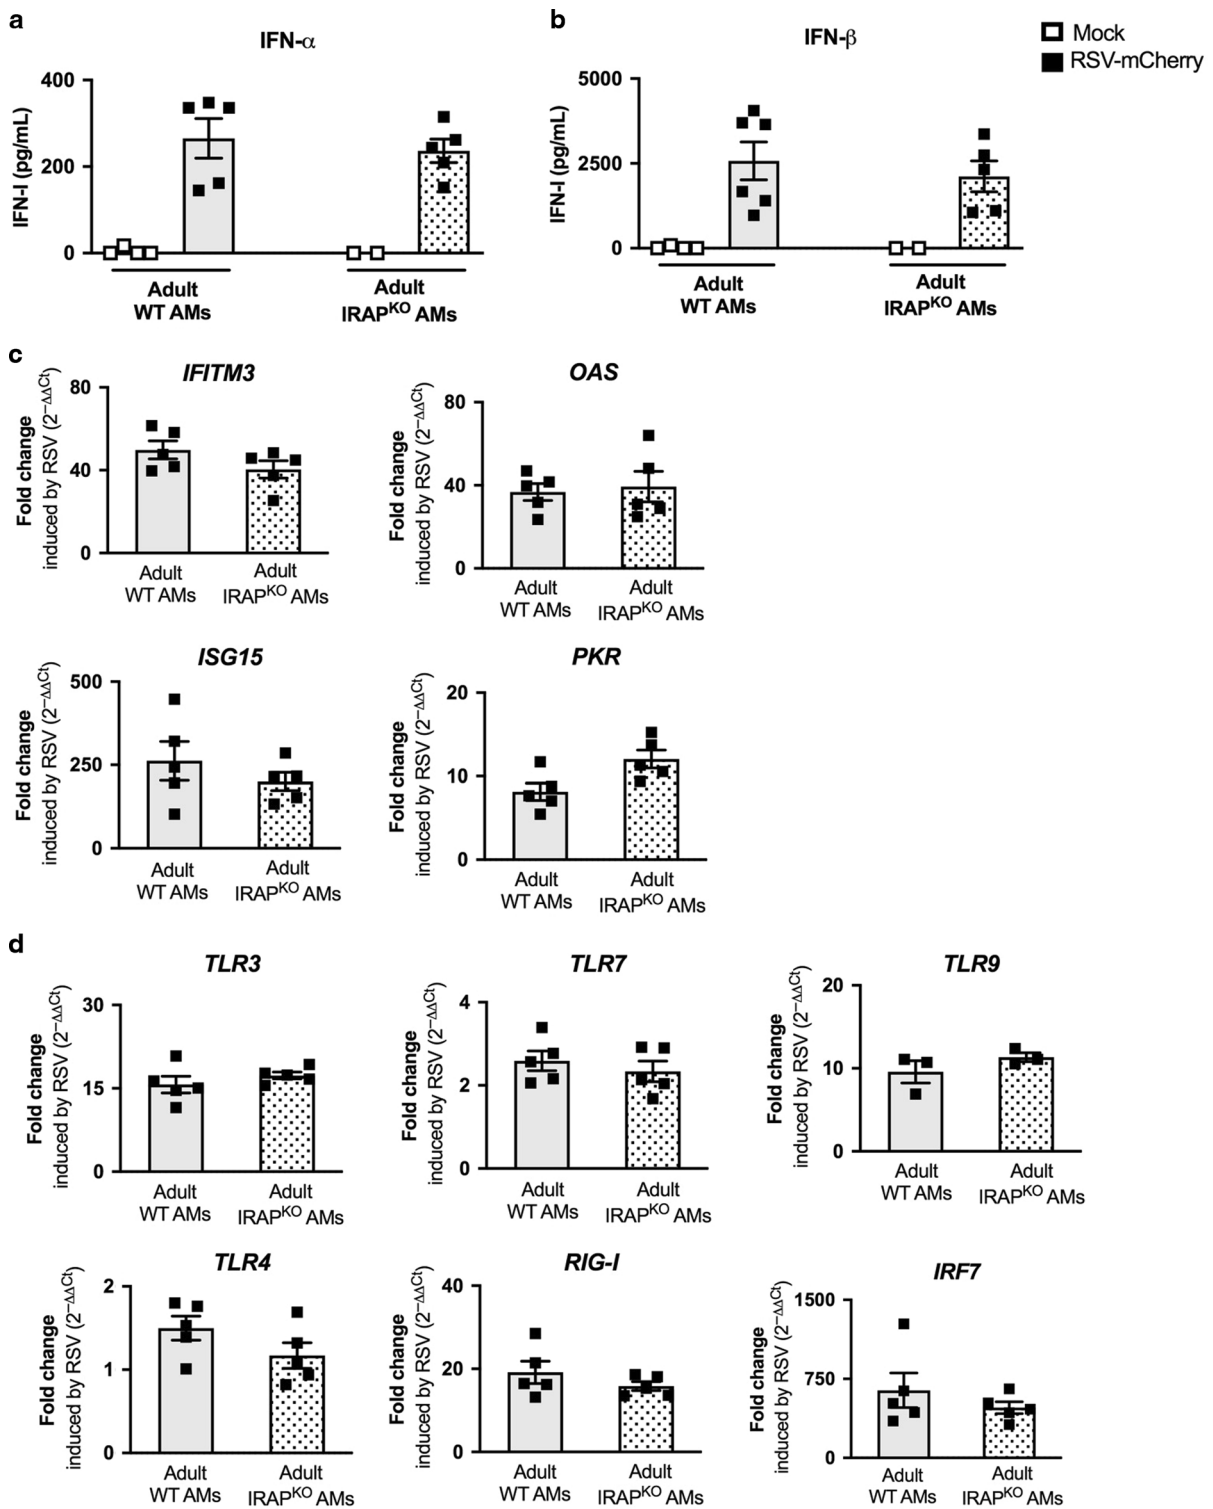 a
IFN-α
IFN-I (pg/mL)
400
200
0
Adult
WT AMs
Adult
IRAPKO AMs
b
IFN-β
IFN-I (pg/mL)
5000
2500
0
Adult
WT AMs
Adult
IRAPKO AMs
Mock
RSV-mCherry
c
IFITM3
Fold change
induced by RSV (2−ΔΔCt)
80
40
0
Adult
WT AMs
Adult
IRAPKO AMs
OAS
Fold change
induced by RSV (2−ΔΔCt)
80
40
0
Adult
WT AMs
Adult
IRAPKO AMs
ISG15
Fold change
induced by RSV (2−ΔΔCt)
500
250
0
Adult
WT AMs
Adult
IRAPKO AMs
PKR
Fold change
induced by RSV (2−ΔΔCt)
20
10
0
Adult
WT AMs
Adult
IRAPKO AMs
d
TLR3
Fold change
induced by RSV (2−ΔΔCt)
30
15
0
Adult
WT AMs
Adult
IRAPKO AMs
TLR7
Fold change
induced by RSV (2−ΔΔCt)
4
2
0
Adult
WT AMs
Adult
IRAPKO AMs
TLR9
Fold change
induced by RSV (2−ΔΔCt)
20
10
0
Adult
WT AMs
Adult
IRAPKO AMs
TLR4
Fold change
induced by RSV (2−ΔΔCt)
2
1
0
Adult
WT AMs
Adult
IRAPKO AMs
RIG-I
Fold change
induced by RSV (2−ΔΔCt)
40
20
0
Adult
WT AMs
Adult
IRAPKO AMs
IRF7
Fold change
induced by RSV (2−ΔΔCt)
1500
750
0
Adult
WT AMs
Adult
IRAPKO AMs